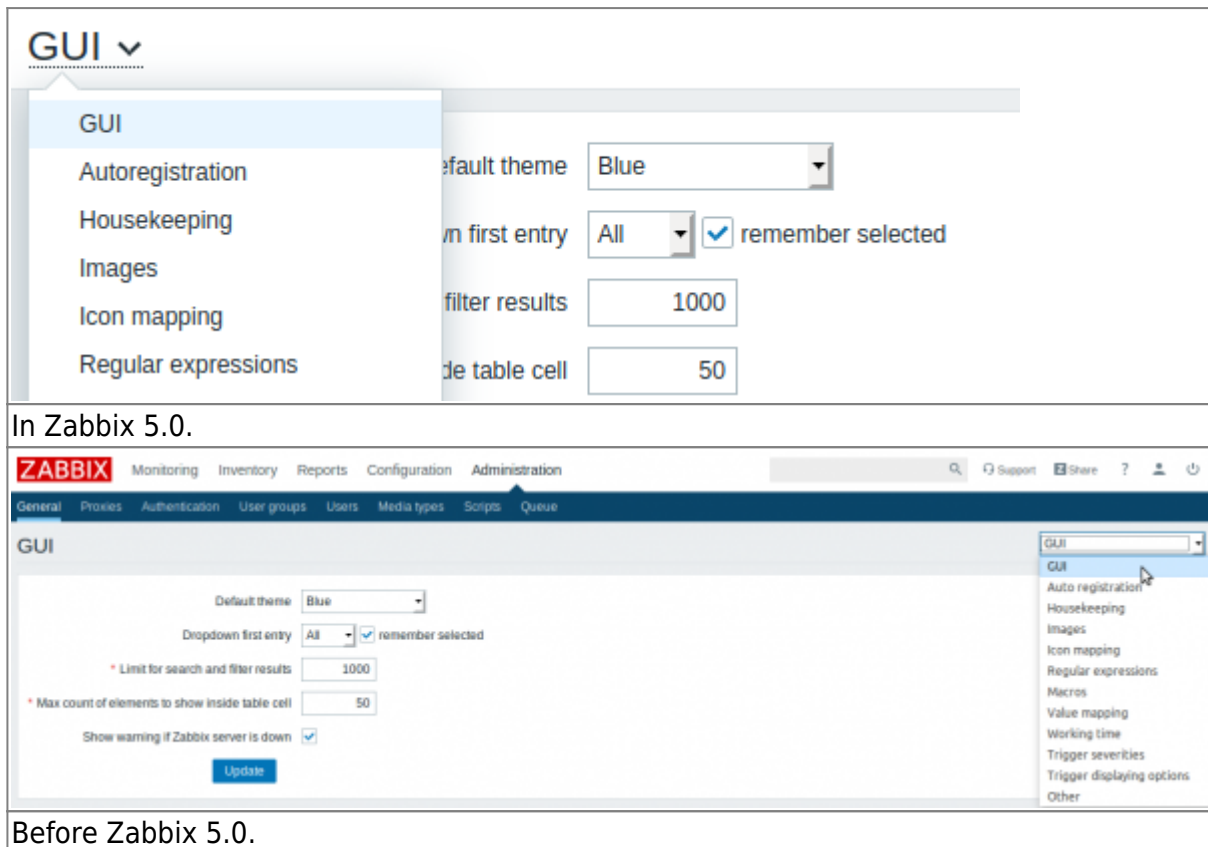 GUI
GUI
Autoregistration
Housekeeping
Images
Icon mapping
Regular expressions
efault theme Blue
n first entry All remember selected
filter results 1000
de table cell 50
In Zabbix 5.0.
ZABBIX Monitoring Inventory Reports Configuration Administration Support Z Share ?
General Proxies Authentication User groups Users Media types Scripts Queue
GUI GUI
GUI
Auto registration
Housekeeping
Images
Icon mapping
Regular expressions
Macros
Value mapping
Working time
Trigger severities
Trigger displaying options
Other
Default theme Blue
Dropdown first entry All remember selected
* Limit for search and filter results 1000
* Max count of elements to show inside table cell 50
Show warning if Zabbix server is down
Update
Before Zabbix 5.0.